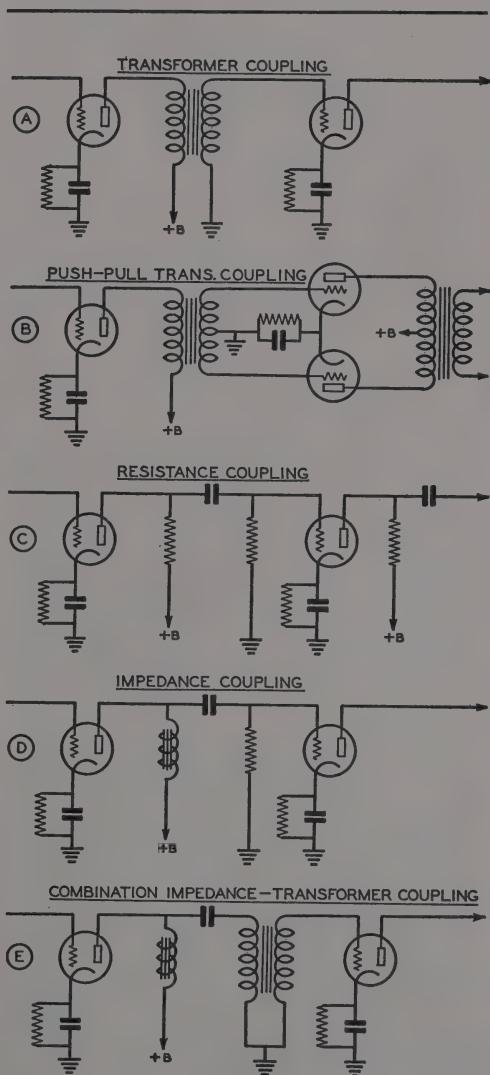 TRANSFORMER COUPLING
A
+B
PUSH-PULL TRANS. COUPLING
B
+B
+B
RESISTANCE COUPLING
C
+B
+B
IMPEDANCE COUPLING
D
+B
COMBINATION IMPEDANCE-TRANSFORMER COUPLING
E
+B